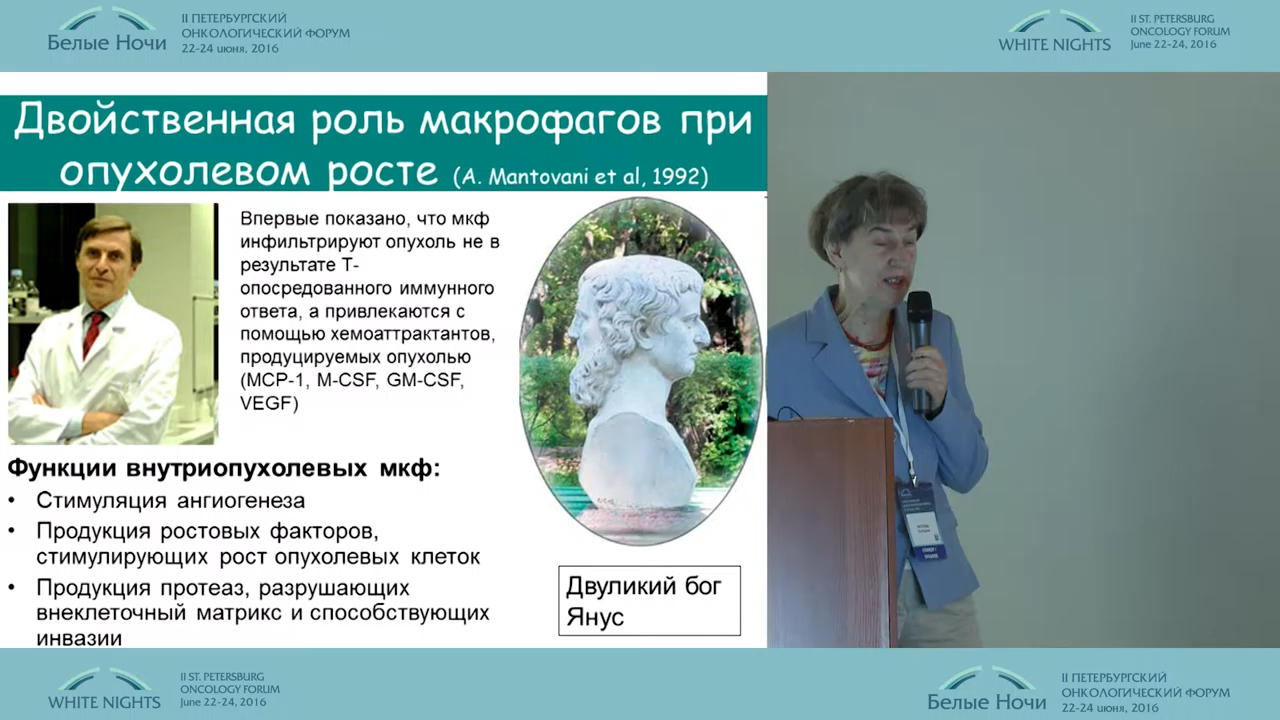 Белые Ночи
II ПЕТЕРБУРГСКИЙ
ОНКОЛОГИЧЕСКИЙ ФОРУМ
22-24 июня, 2016
WHITE NIGHTS
II ST. PETERSBURG
ONCOLOGY FORUM
June 22-24, 2016
Двойственная роль макрофагов при
опухолевом росте (A. Mantovani et al, 1992)
Впервые показано, что мкф
инфильтрируют опухоль не в
результате Т-
опосредованного иммунного
ответа, а привлекаются с
помощью хемоаттрактантов,
продуцируемых опухолью
(MCP-1, M-CSF, GM-CSF,
VEGF)
Функции внутриопухолевых мкф:
• Стимуляция ангиогенеза
• Продукция ростовых факторов,
стимулирующих рост опухолевых клеток
• Продукция протеаз, разрушающих
внеклеточный матрикс и способствующих
инвазии
Двуликий бог
Янус
WHITE NIGHTS
II ST. PETERSBURG
ONCOLOGY FORUM
June 22-24, 2016
Белые Ночи
II ПЕТЕРБУРГСКИЙ
ОНКОЛОГИЧЕСКИЙ ФОРУМ
22-24 июня, 2016